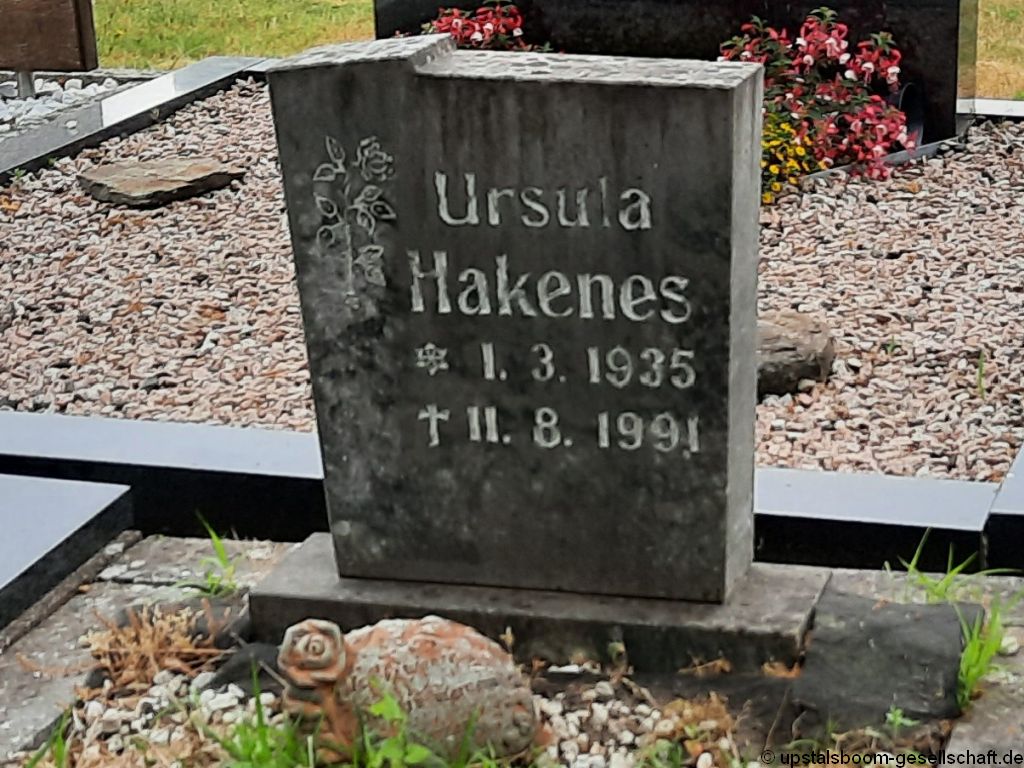 Ursula
Hakenes
* 1. 3. 1935
† 11. 8. 1991
© upstalsboom-gesellschaft.de